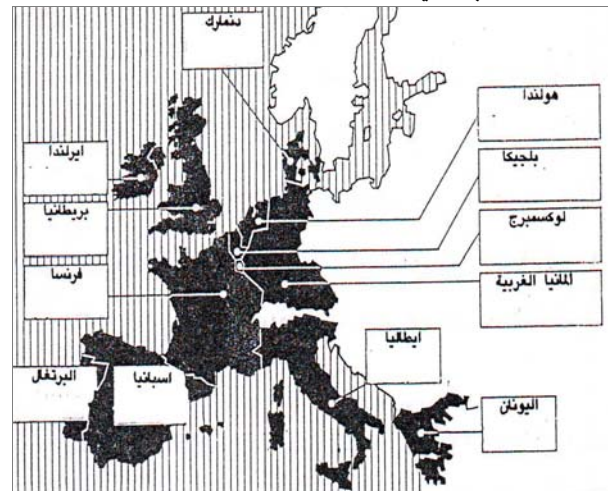 دنمارك
هولندا
ايرلندا
بلجيكا
بريطانيا
لوكسمبرج
فرنسا
المانيا الغربية
ايطاليا
البرتغال
اسبانيا
اليونان